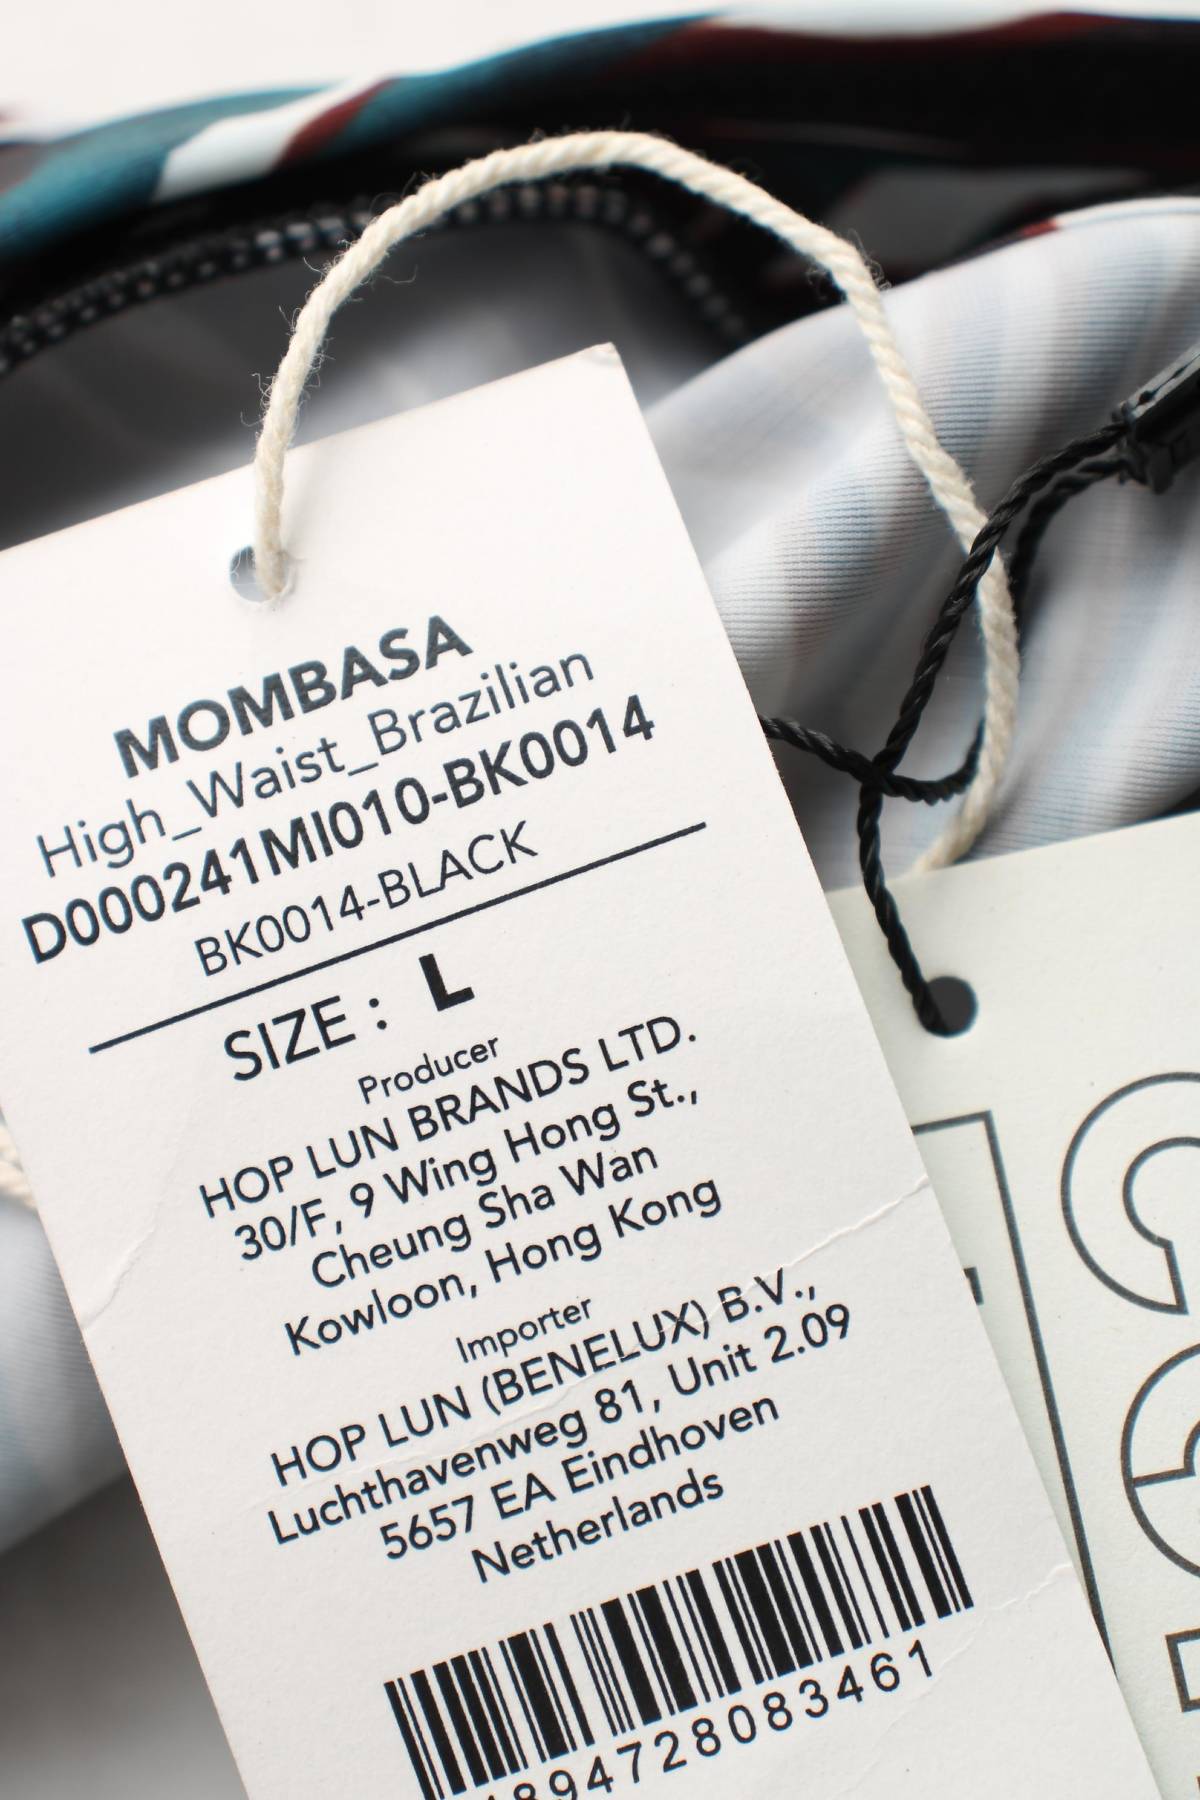 MOMBASA
High_Waist_Brazilian
D000241MI010-BK0014
BK0014-BLACK
SIZE : L
Producer
HOP LUN BRANDS LTD.
30/F, 9 Wing Hong St.,
Cheung Sha Wan
Kowloon, Hong Kong
Importer
HOP LUN (BENELUX) B.V.,
Luchthavenweg 81, Unit 2.09
5657 EA Eindhoven
Netherlands
4894728083461